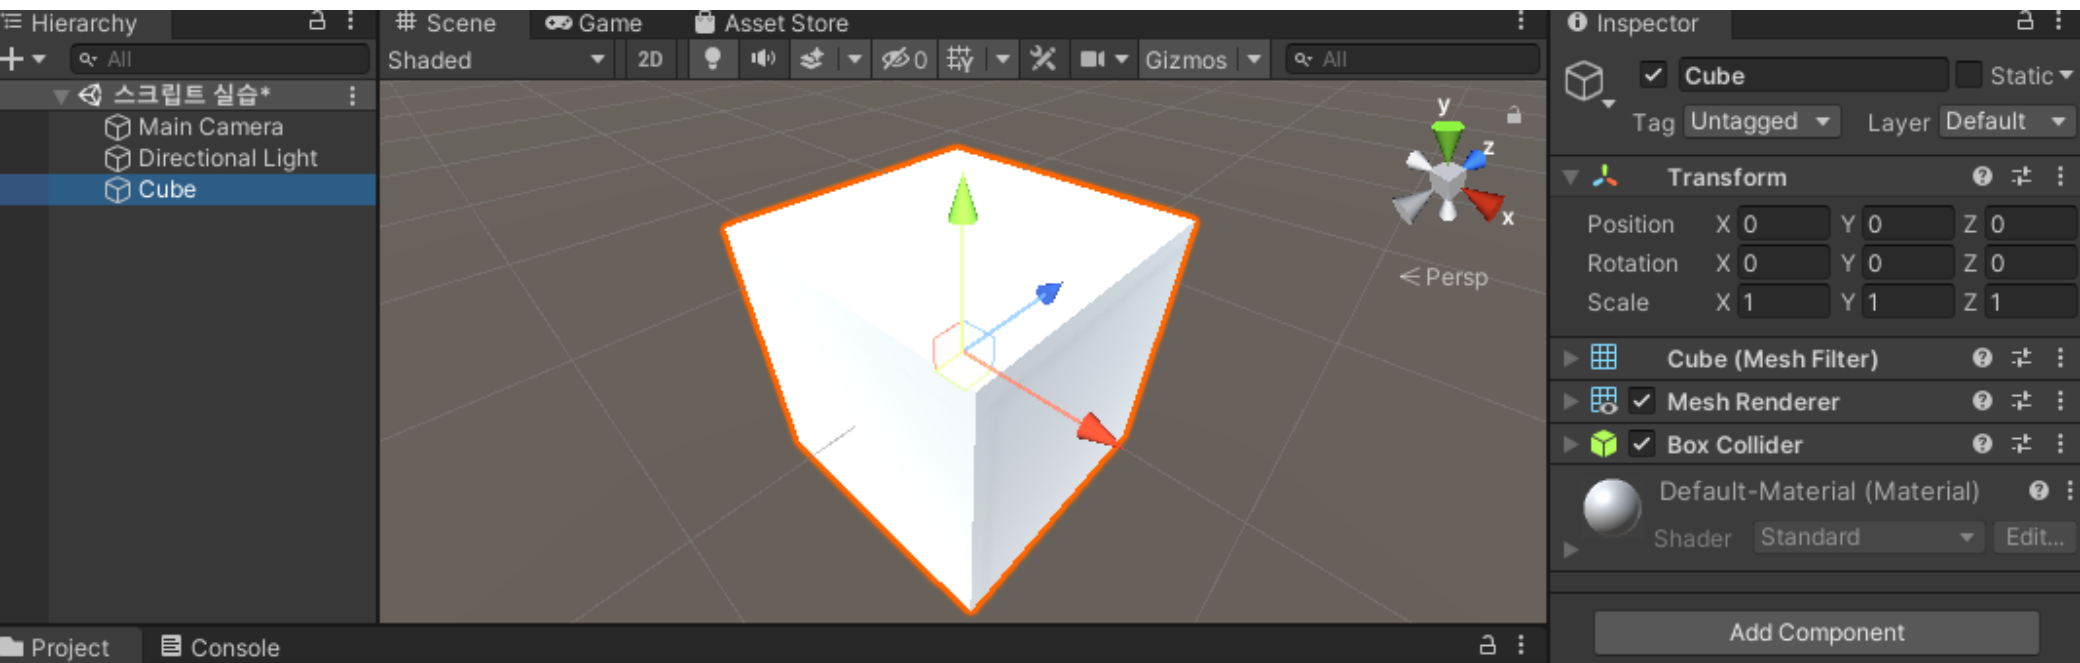 Hierarchy
All
스크립트 실습*
Main Camera
Directional Light
Cube
Scene Game Asset Store
Shaded 2D 0 Gizmos All
y
z
x
Persp
Inspector
Cube Static
Tag Untagged Layer Default
Transform
Position X 0 Y 0 Z 0
Rotation X 0 Y 0 Z 0
Scale X 1 Y 1 Z 1
Cube (Mesh Filter)
Mesh Renderer
Box Collider
Default-Material (Material)
Shader Standard Edit...
Add Component
Project Console